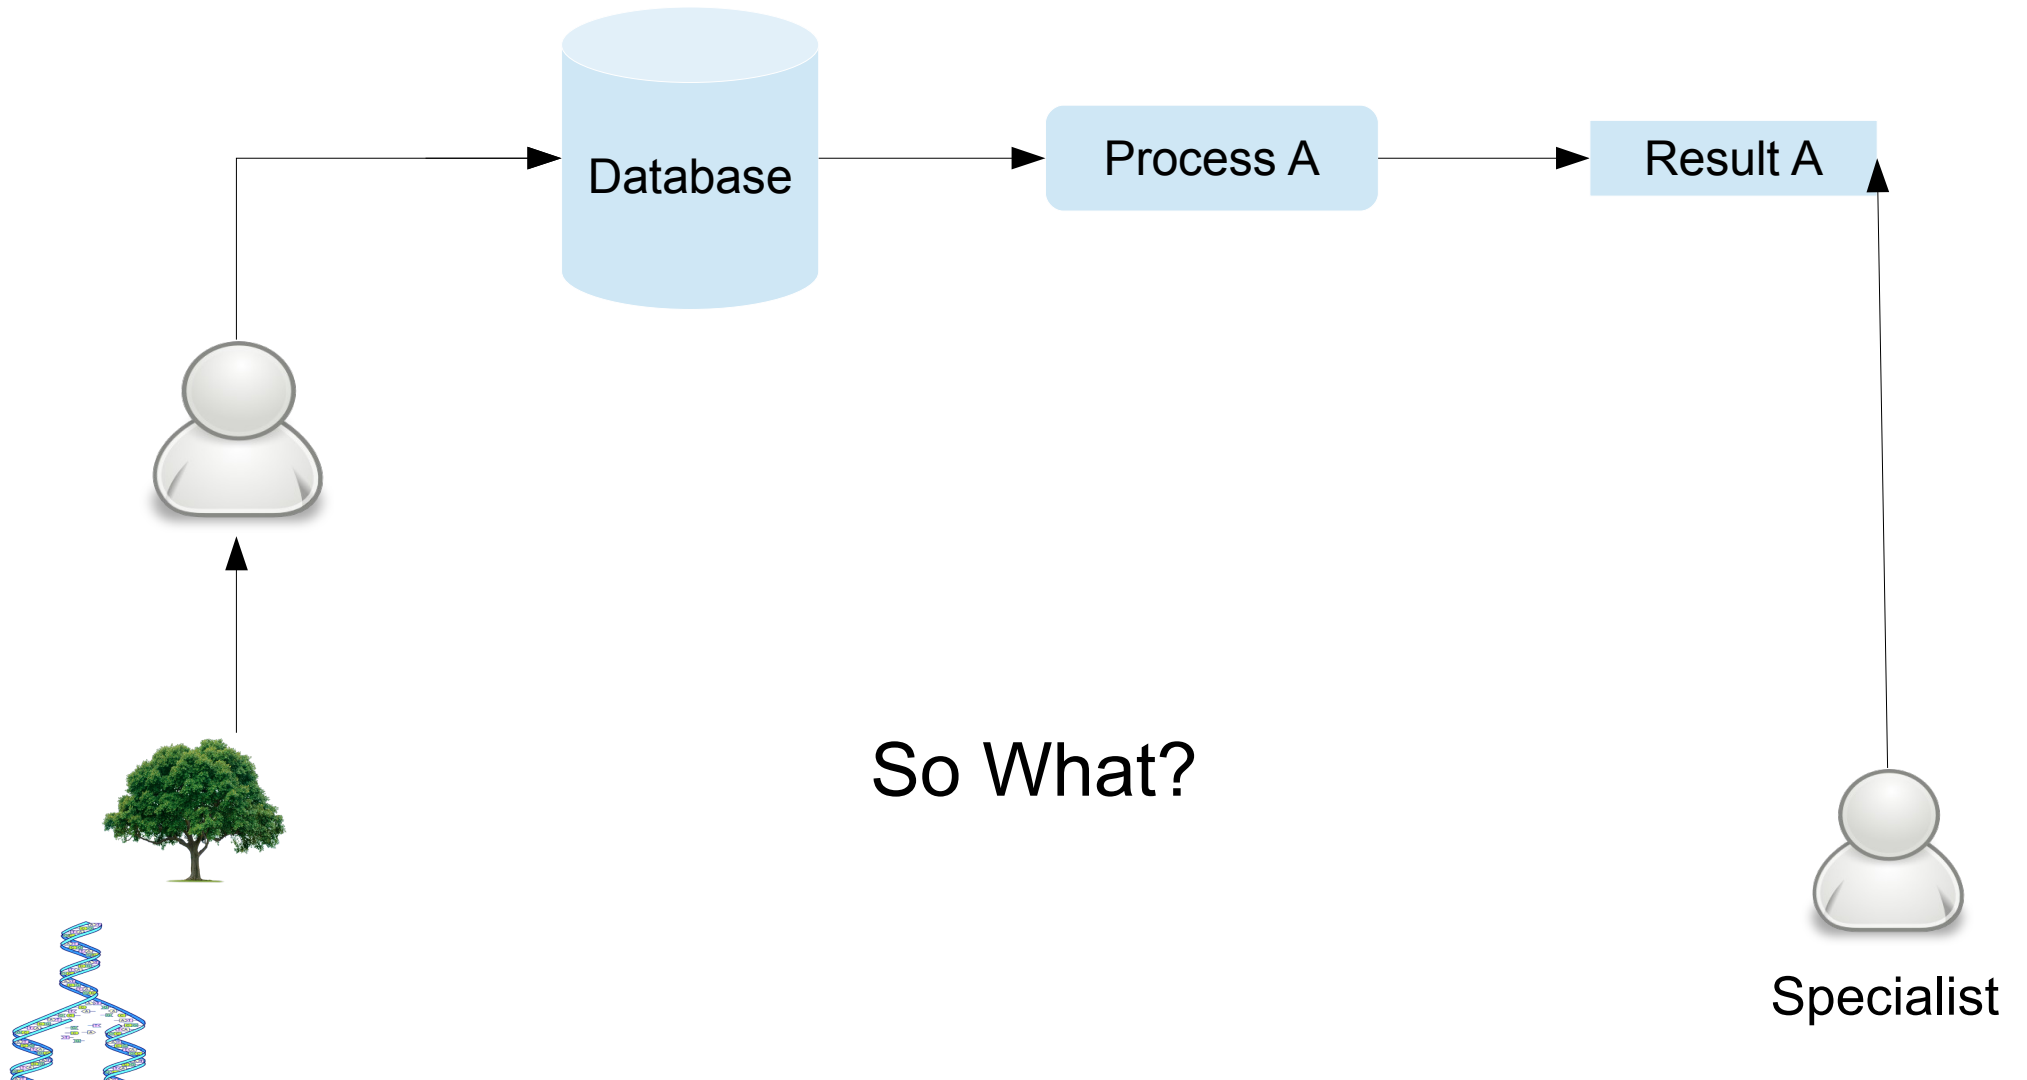 Database
Process A
Result A
So What?
Specialist